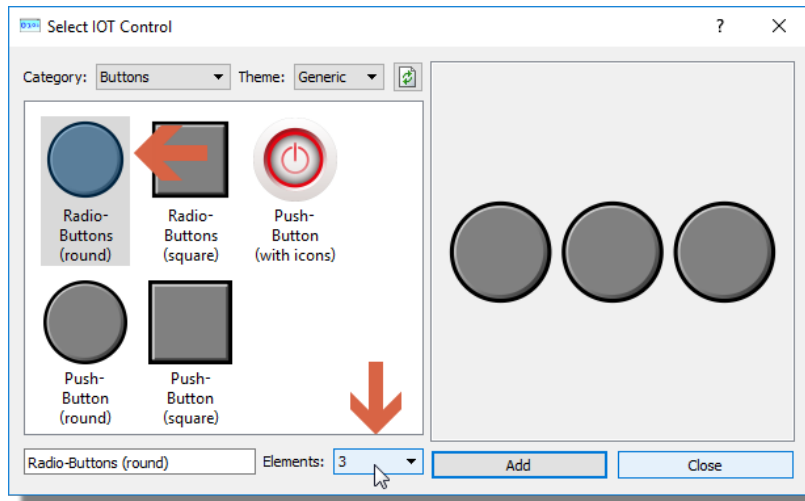 Select IOT Control
?
Category: Buttons Theme: Generic
Radio-
Buttons
(round)
Radio-
Buttons
(square)
Push-
Button
(with icons)
Push-
Button
(round)
Push-
Button
(square)
Radio-Buttons (round) Elements: 3 Add Close